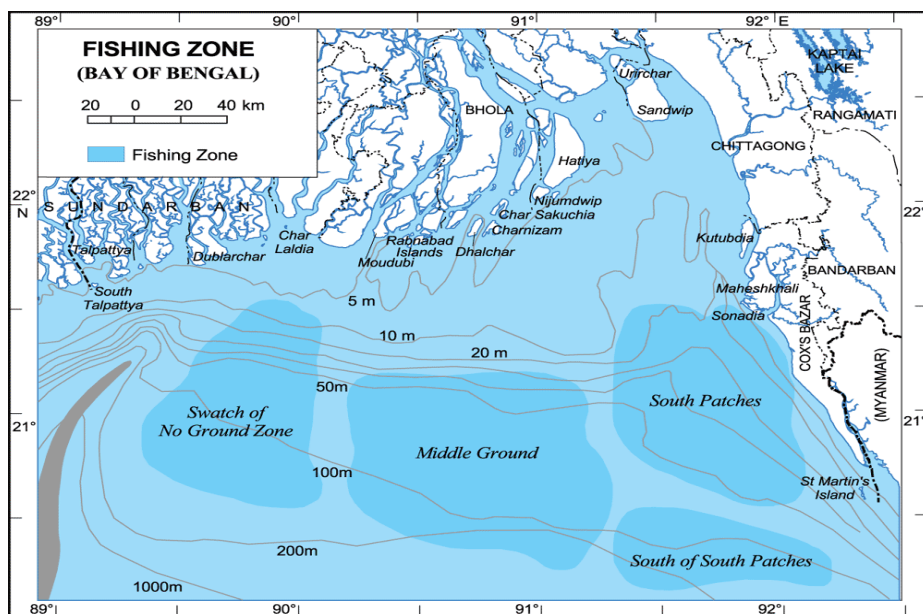 89°
90°
91°
92° E
FISHING ZONE
(BAY OF BENGAL)
20 0 20 40 km
Fishing Zone
KAPTAI
LAKE
RANGAMATI
Urirchar
Sandwip
BHOLA
CHITTAGONG
Hatiya
22°
N
SUNDARBAN
Nijumdwip
Char Sakuchia
Charnizam
Char
Laldia
Rabnabad
Islands
Kutubdia
Talpattya
Dublarchar
Moudubi
Dhalchar
BANDARBAN
South
Talpattya
Maheshkhali
Sonadia
COX'S BAZAR
(MYANMAR)
5 m
10 m
20 m
50m
South Patches
Swatch of
No Ground Zone
21°
21°
Middle Ground
100m
St Martin's
Island
200m
South of South Patches
1000m
89°
90°
91°
92°